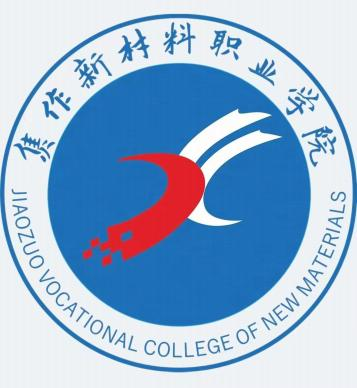 焦作新材料职业学院
JIAOZUO VOCATIONAL COLLEGE OF NEW MATERIALS